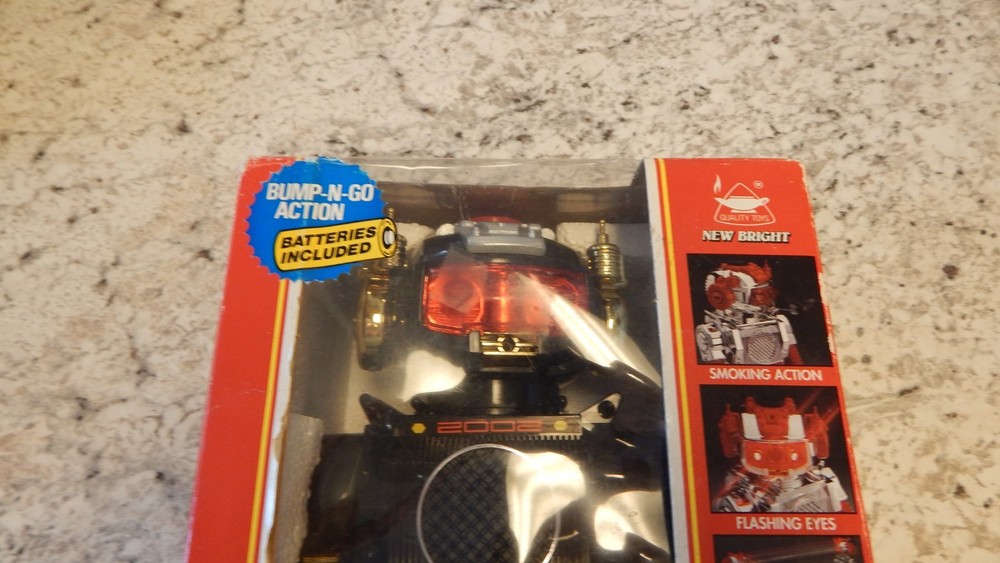 BUMP-N-GO
ACTION
BATTERIES
INCLUDED
®
QUALITY TOYS
NEW BRIGHT
SMOKING ACTION
2002
FLASHING EYES